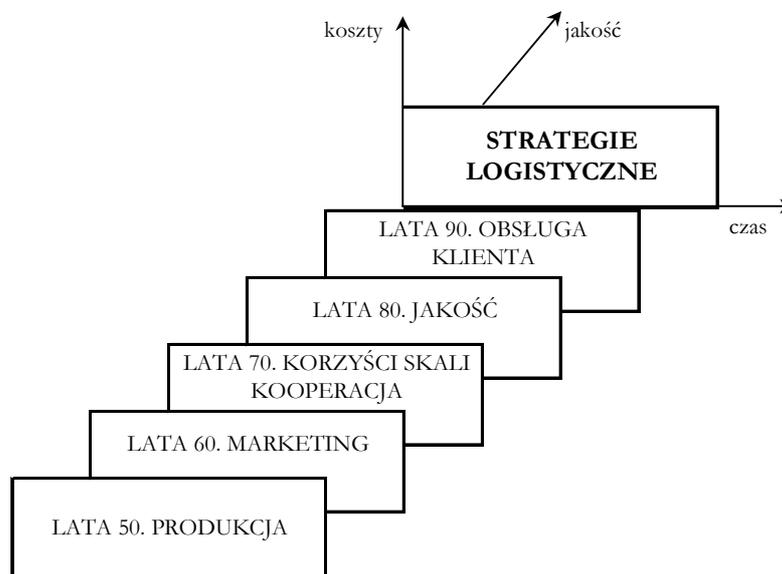 koszty
jakość
STRATEGIE
LOGISTYCZNE
czas
LATA 90. OBSŁUGA
KLIENTA
LATA 80. JAKOŚĆ
LATA 70. KORZYŚCI SKALI
KOOPERACJA
LATA 60. MARKETING
LATA 50. PRODUKCJA